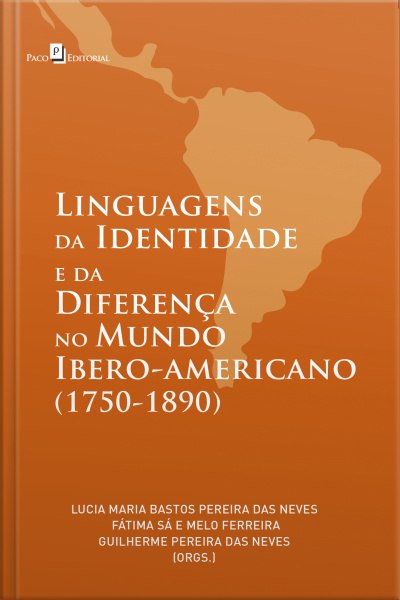 PACO EDITORIAL
LINGUAGENS
DA IDENTIDADE
E DA
DIFERENÇA
NO MUNDO
IBERO-AMERICANO
(1750-1890)
LUCIA MARIA BASTOS PEREIRA DAS NEVES
FÁTIMA SÁ E MELO FERREIRA
GUILHERME PEREIRA DAS NEVES
(ORGS.)